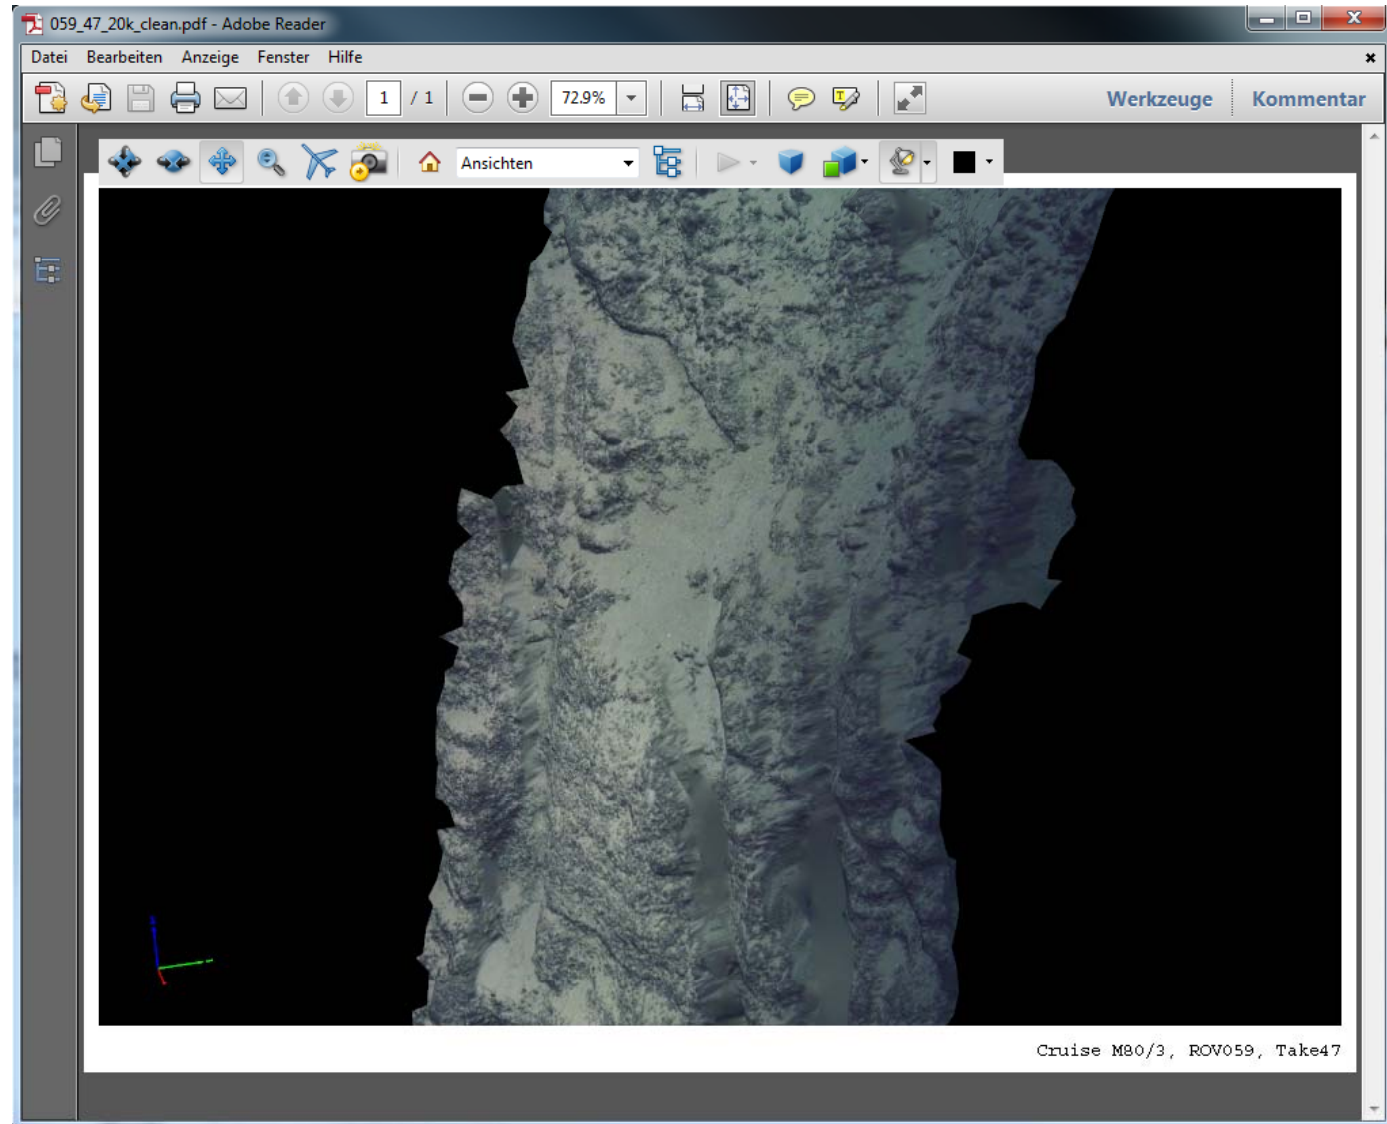 059_47_20k_clean.pdf - Adobe Reader
Datei Bearbeiten Anzeige Fenster Hilfe
1 / 1 72.9% Werkzeuge Kommentar
Ansichten
Cruise M80/3, ROV059, Take47